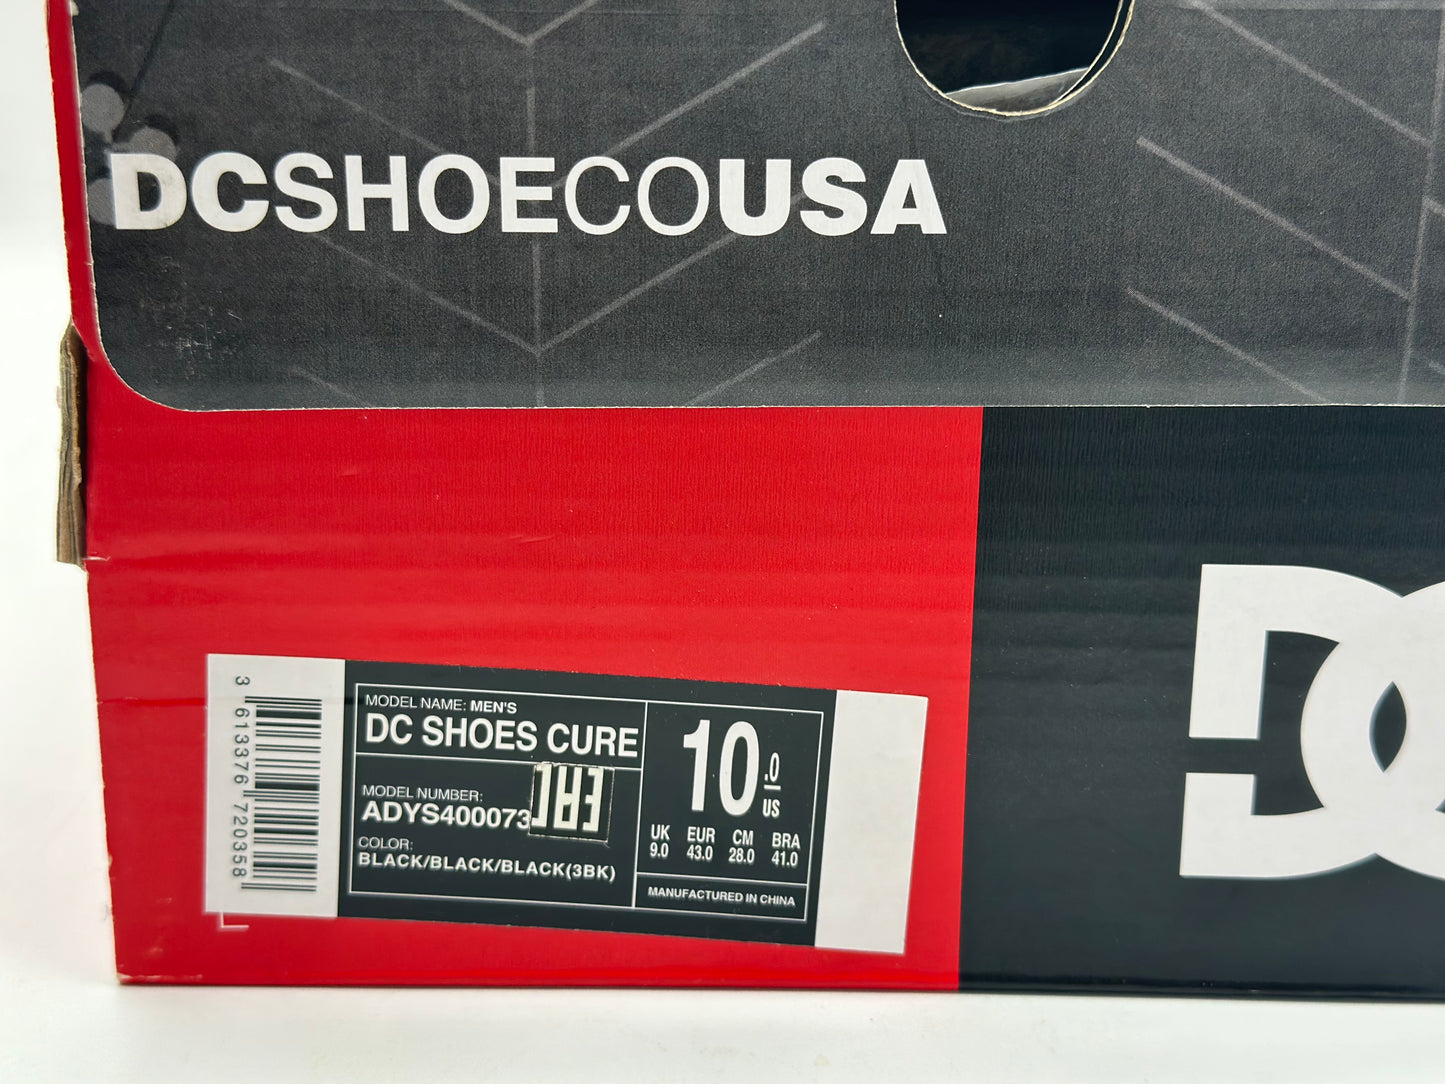 DCSHOECOUSA
DC
3 613376 720358
MODEL NAME: MEN'S
DC SHOES CURE
MODEL NUMBER:
ADYS400073
COLOR:
BLACK/BLACK/BLACK(3BK)
10.0
US
UK EUR CM BRA
9.0 43.0 28.0 41.0
MANUFACTURED IN CHINA